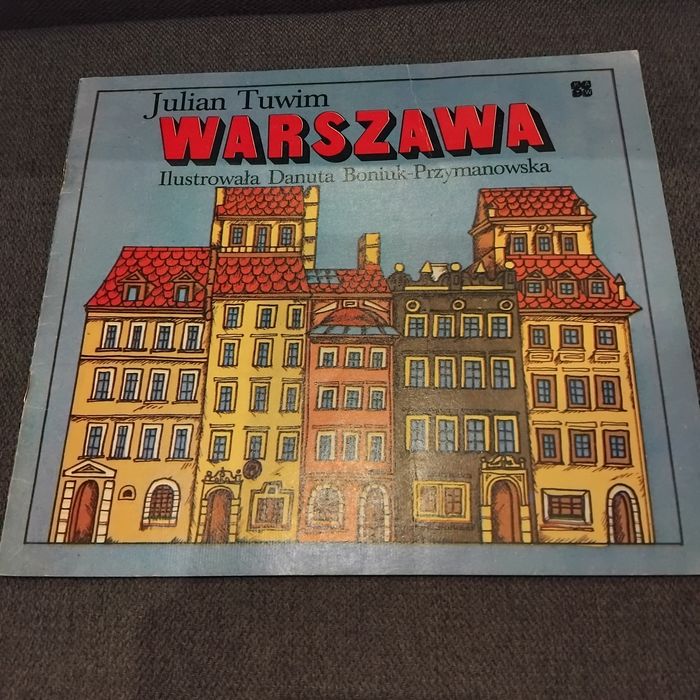 Julian Tuwim
WARSZAWA
Ilustrowała Danuta Boniuk-Przymanowska